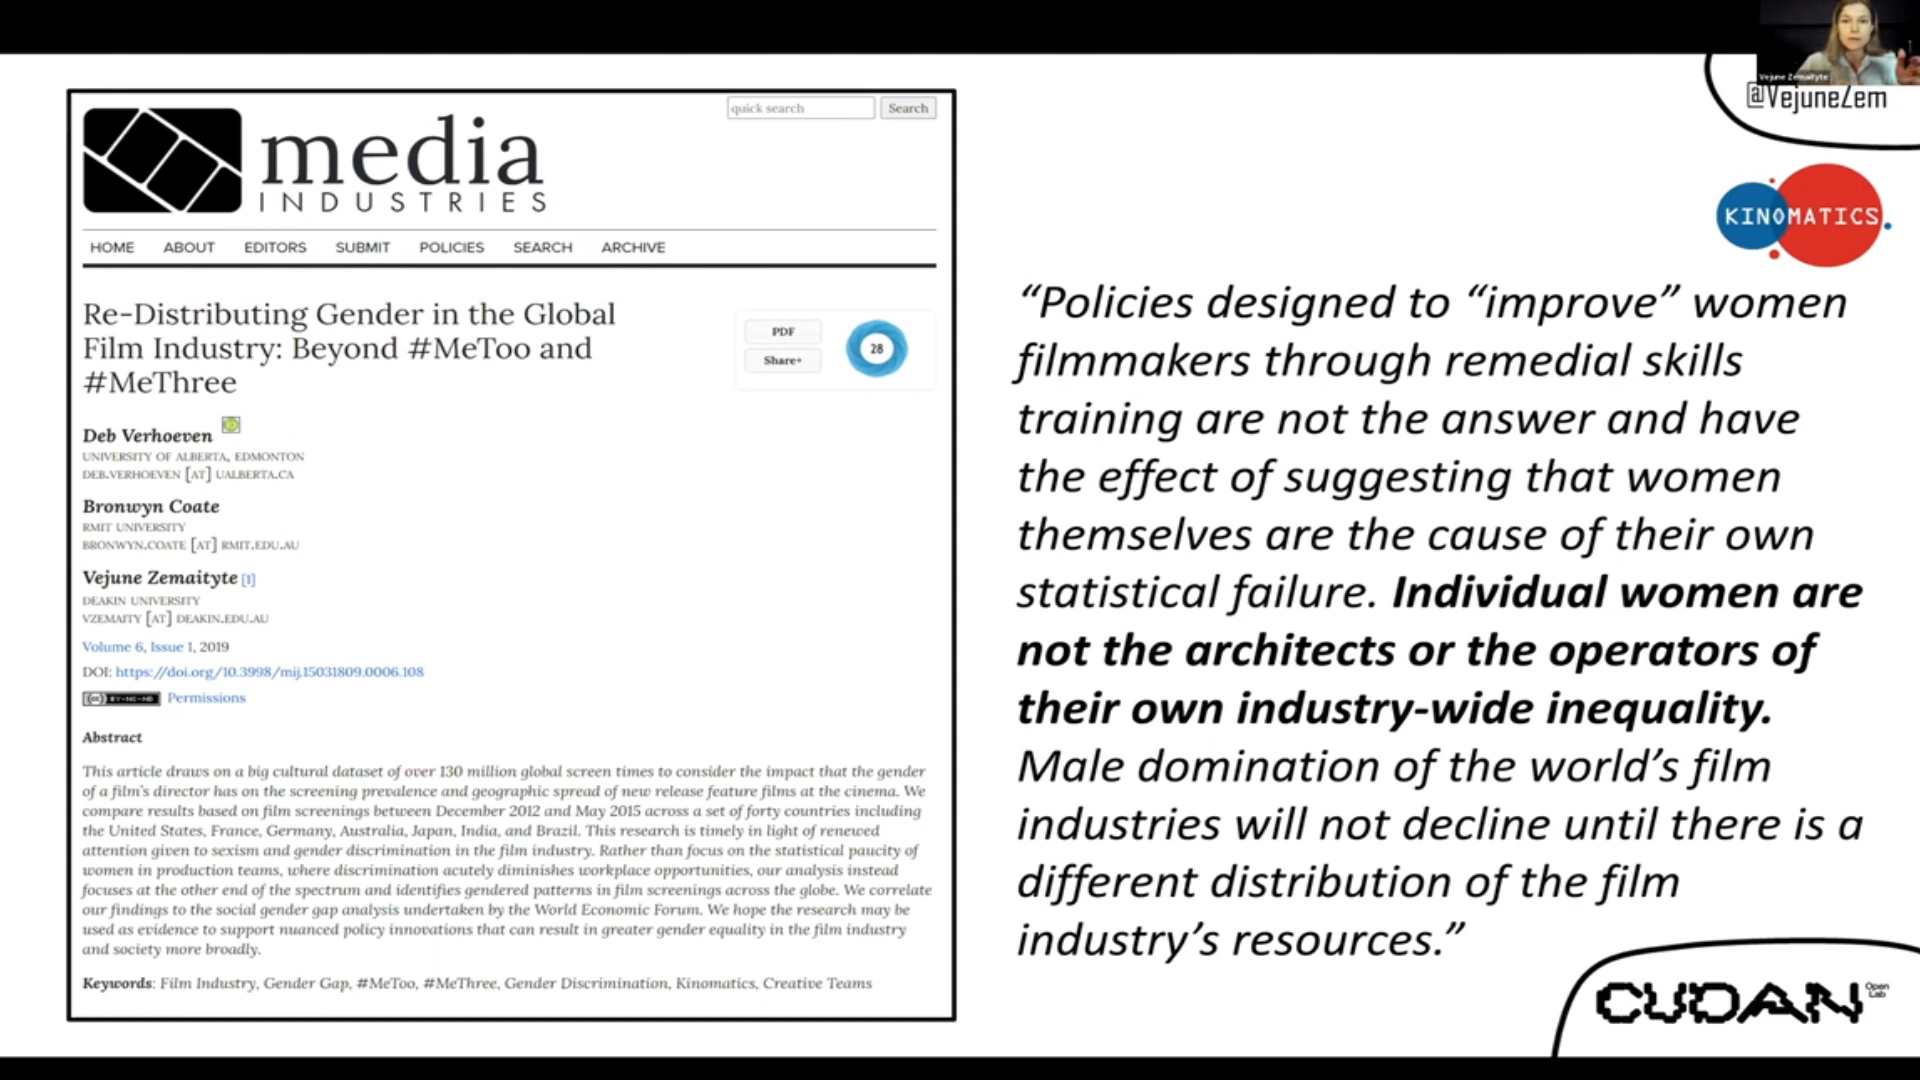 Vejune Zemaityte
@VejuneZem
quick search
Search
media
INDUSTRIES
HOME ABOUT EDITORS SUBMIT POLICIES SEARCH ARCHIVE
Re-Distributing Gender in the Global
Film Industry: Beyond #MeToo and
#MeThree
PDF
Share+
28
Deb Verhoeven iD
UNIVERSITY OF ALBERTA, EDMONTON
DEB.VERHOEVEN [AT] UALBERTA.CA
Bronwyn Coate
RMIT UNIVERSITY
BRONWYN.COATE [AT] RMIT.EDU.AU
Vejune Zemaityte [1]
DEAKIN UNIVERSITY
VZEMAITY [AT] DEAKIN.EDU.AU
Volume 6, Issue 1, 2019
DOI: https://doi.org/10.3998/mij.15031809.0006.108
(cc) BY-NC-ND Permissions
Abstract
This article draws on a big cultural dataset of over 130 million global screen times to consider the impact that the gender
of a film's director has on the screening prevalence and geographic spread of new release feature films at the cinema. We
compare results based on film screenings between December 2012 and May 2015 across a set of forty countries including
the United States, France, Germany, Australia, Japan, India, and Brazil. This research is timely in light of renewed
attention given to sexism and gender discrimination in the film industry. Rather than focus on the statistical paucity of
women in production teams, where discrimination acutely diminishes workplace opportunities, our analysis instead
focuses at the other end of the spectrum and identifies gendered patterns in film screenings across the globe. We correlate
our findings to the social gender gap analysis undertaken by the World Economic Forum. We hope the research may be
used as evidence to support nuanced policy innovations that can result in greater gender equality in the film industry
and society more broadly.
Keywords: Film Industry, Gender Gap, #MeToo, #MeThree, Gender Discrimination, Kinomatics, Creative Teams
KINOMATICS
“Policies designed to “improve” women
filmmakers through remedial skills
training are not the answer and have
the effect of suggesting that women
themselves are the cause of their own
statistical failure. Individual women are
not the architects or the operators of
their own industry-wide inequality.
Male domination of the world’s film
industries will not decline until there is a
different distribution of the film
industry’s resources.”
CUDAN Open
Lab